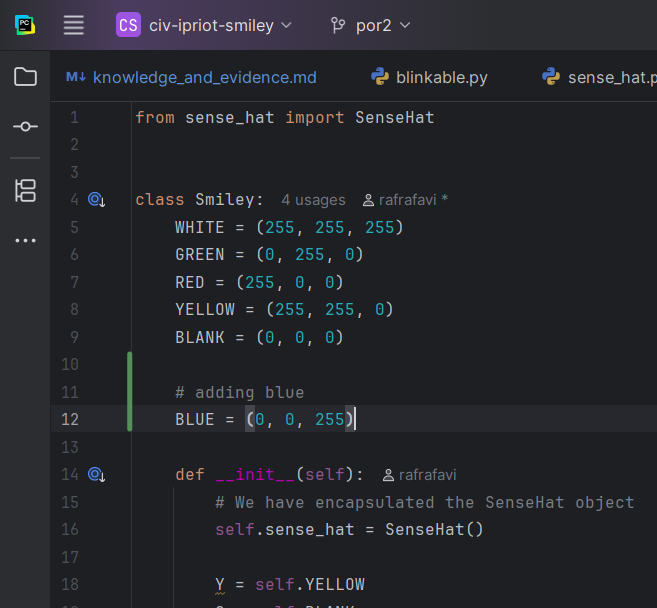 PC
CS civ-ipriot-smiley por2
M↓ knowledge_and_evidence.md blinkable.py sense_hat.p
1 from sense_hat import SenseHat
2
3
4 class Smiley: 4 usages rafrafavi *
5 WHITE = (255, 255, 255)
6 GREEN = (0, 255, 0)
7 RED = (255, 0, 0)
8 YELLOW = (255, 255, 0)
9 BLANK = (0, 0, 0)
10
11 # adding blue
12 BLUE = (0, 0, 255)
13
14 def __init__(self): rafrafavi
15 # We have encapsulated the SenseHat object
16 self.sense_hat = SenseHat()
17
18 Y = self.YELLOW